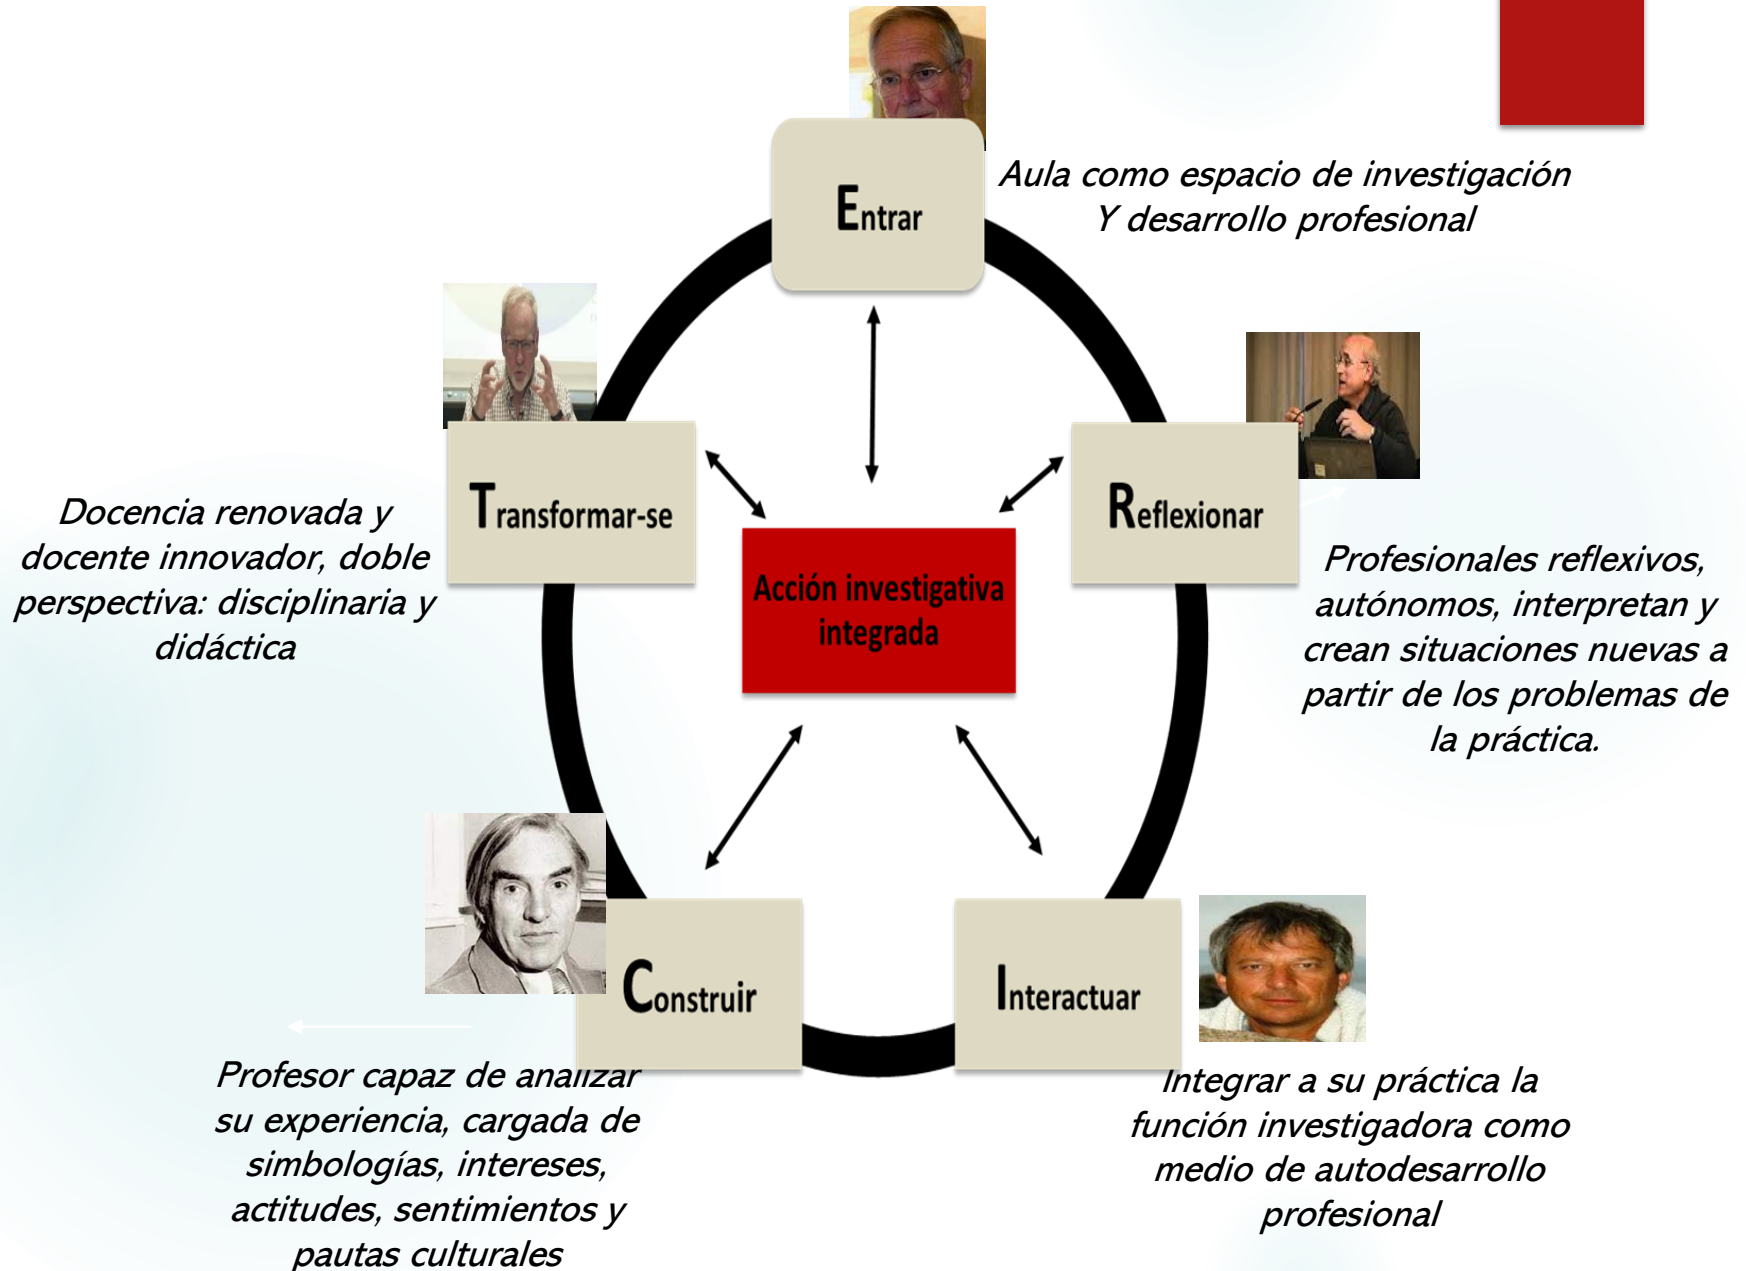 Entrar
Aula como espacio de investigación
Y desarrollo profesional
Transformar-se
Docencia renovada y
docente innovador, doble
perspectiva: disciplinaria y
didáctica
Reflexionar
Profesionales reflexivos,
autónomos, interpretan y
crean situaciones nuevas a
partir de los problemas de
la práctica.
Acción investigativa
integrada
Construir
Profesor capaz de analizar
su experiencia, cargada de
simbologías, intereses,
actitudes, sentimientos y
pautas culturales
Interactuar
Integrar a su práctica la
función investigadora como
medio de autodesarrollo
profesional